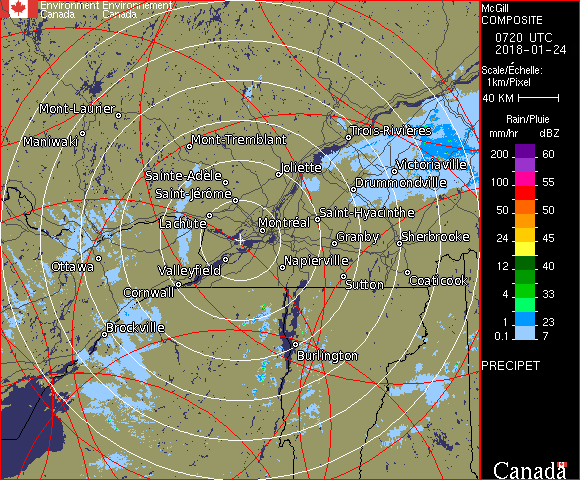 Environment Environnement
Canada Canada
McGill
COMPOSITE
0720 UTC
2018-01-24
Scale/Échelle:
1km/Pixel
40 KM
Rain/Pluie
mm/hr dBZ
200 60
100 55
50 50
24 45
12 40
4 33
1 23
0.1 7
PRECIPET
Canada
Mont-Laurier
Maniwaki
Mont-Tremblant
Trois-Rivières
Victoriaville
Joliette
Sainte-Adèle
Drummondville
Saint-Jérôme
Saint-Hyacinthe
Lachute
Montréal
Granby
Sherbrooke
Ottawa
Valleyfield
Napierville
Sutton
Coaticook
Cornwall
Brockville
Burlington